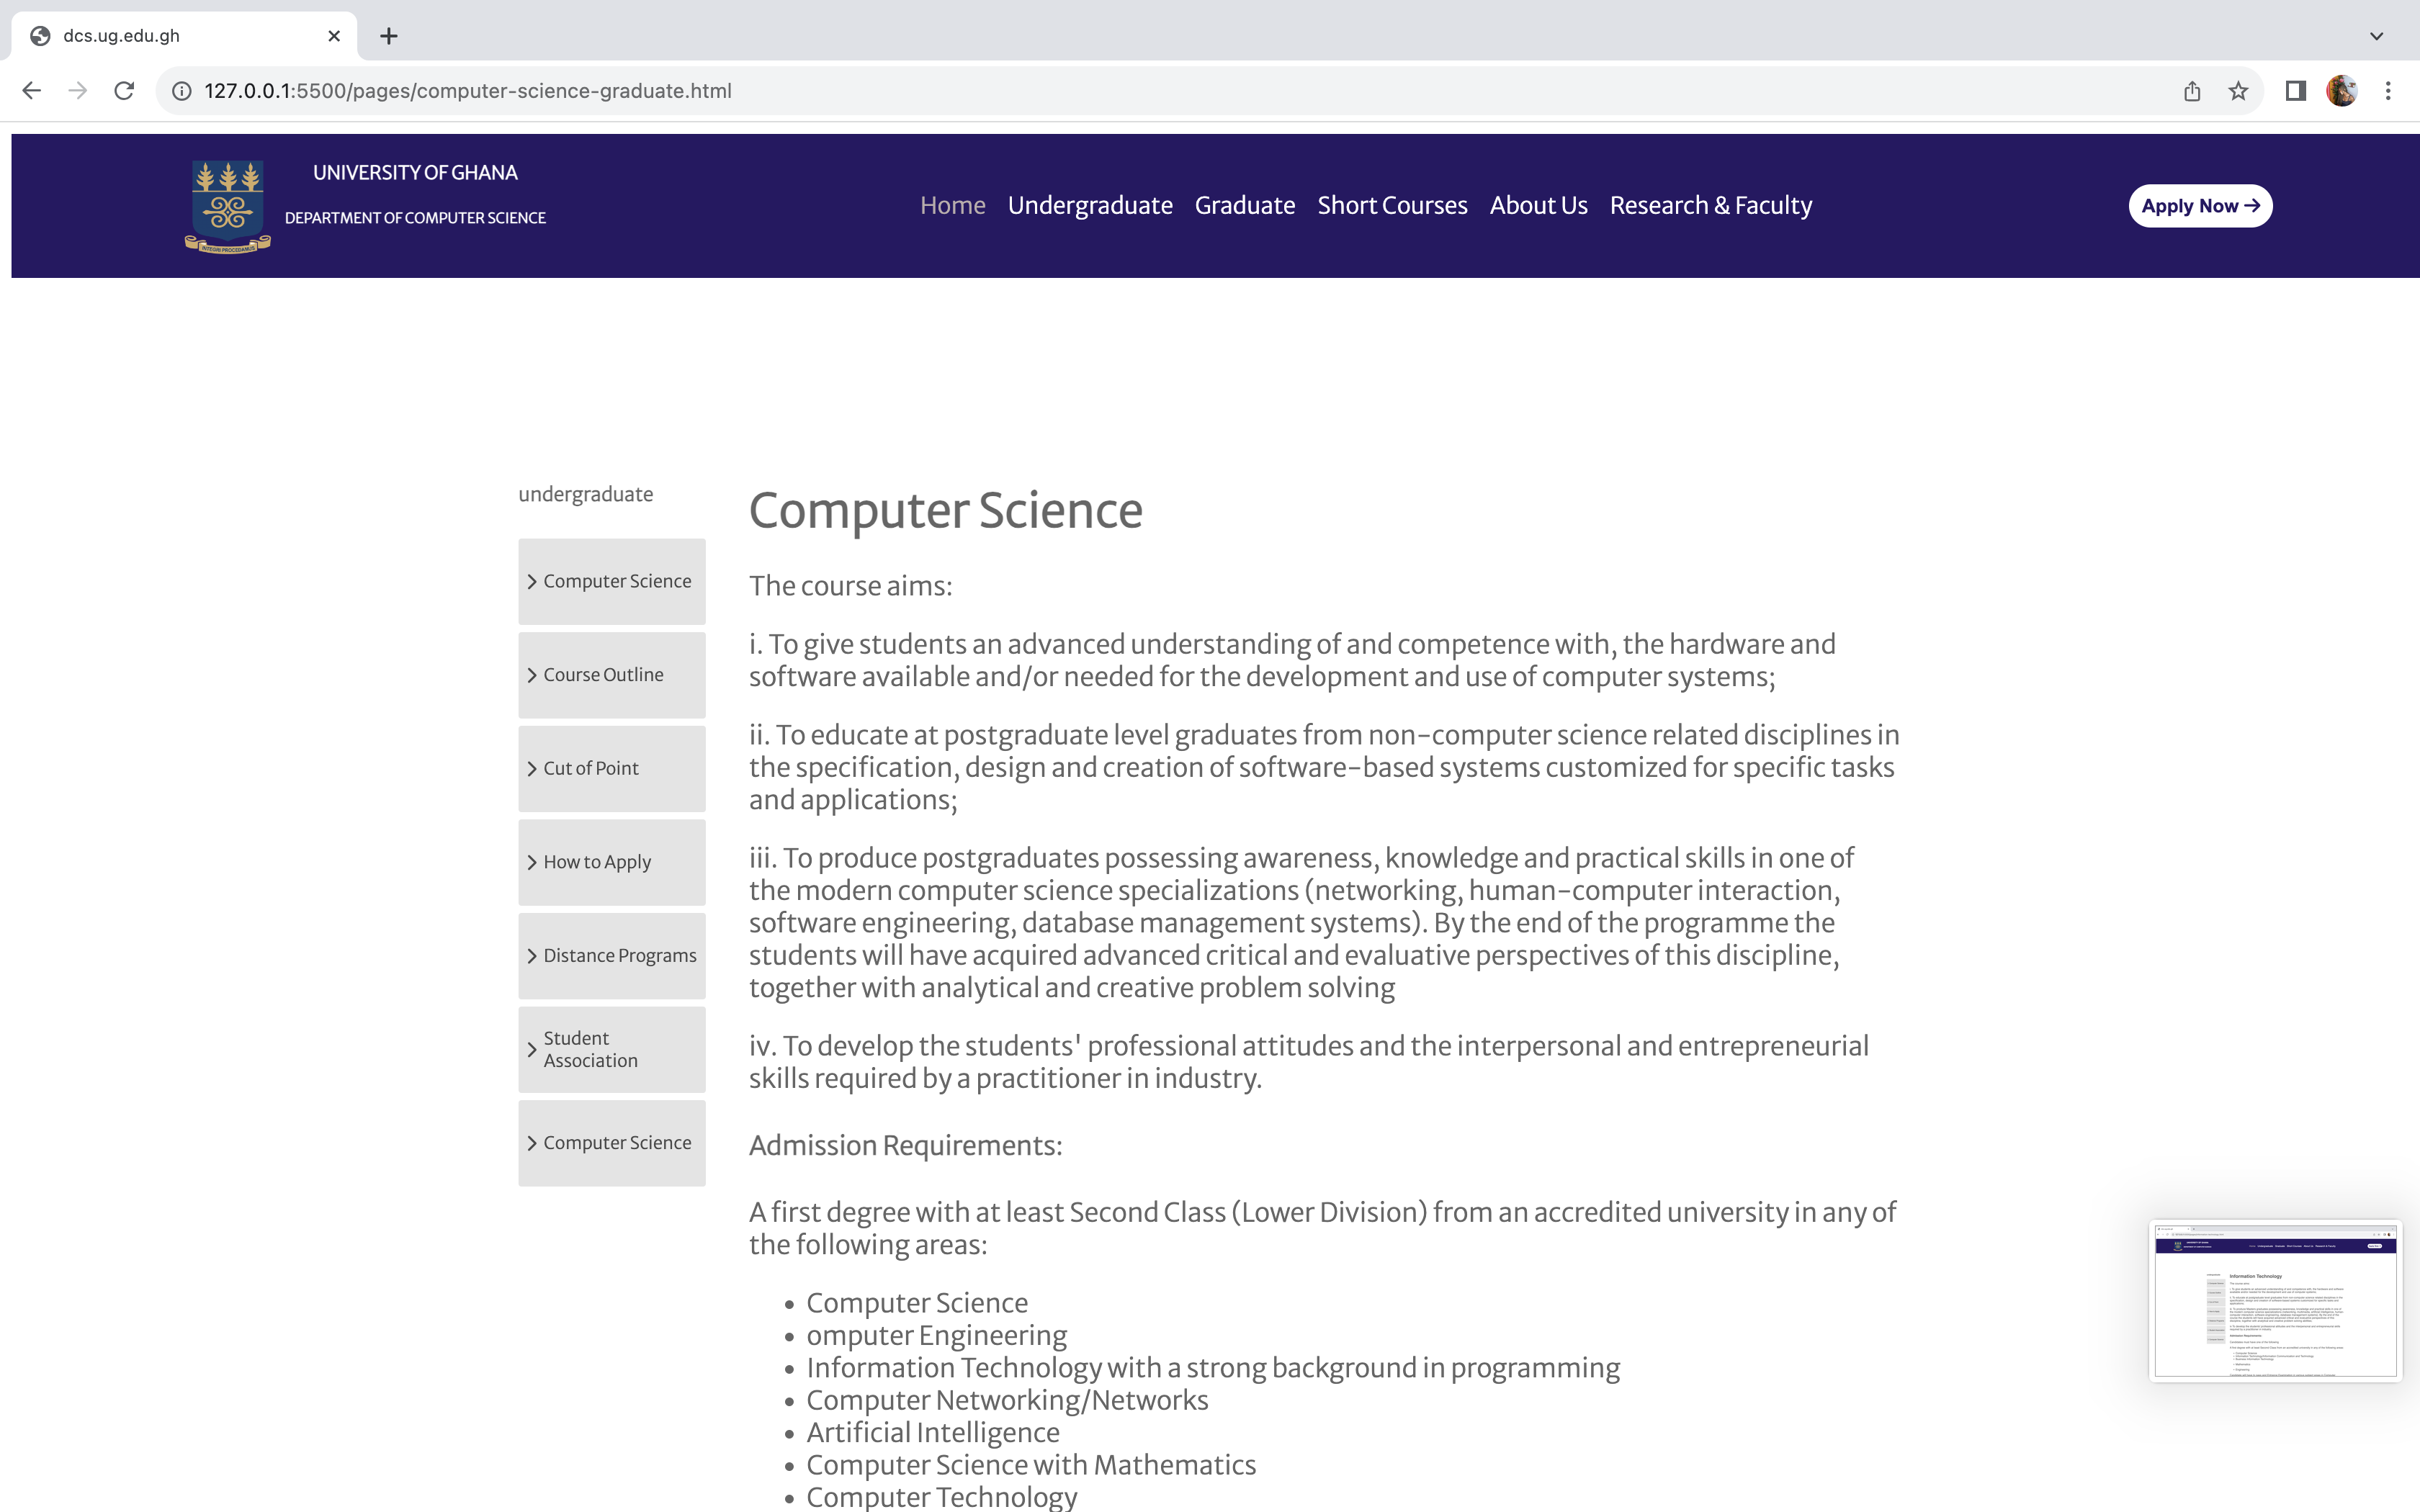 dcs.ug.edu.gh
127.0.0.1:5500/pages/computer-science-graduate.html
UNIVERSITY OF GHANA
DEPARTMENT OF COMPUTER SCIENCE
INTEGRI PROCEDAMUS
Home Undergraduate Graduate Short Courses About Us Research & Faculty
Apply Now →
undergraduate
Computer Science
Course Outline
Cut of Point
How to Apply
Distance Programs
Student
Association
Computer Science
Computer Science
The course aims:
i. To give students an advanced understanding of and competence with, the hardware and
software available and/or needed for the development and use of computer systems;
ii. To educate at postgraduate level graduates from non-computer science related disciplines in
the specification, design and creation of software-based systems customized for specific tasks
and applications;
iii. To produce postgraduates possessing awareness, knowledge and practical skills in one of
the modern computer science specializations (networking, human-computer interaction,
software engineering, database management systems). By the end of the programme the
students will have acquired advanced critical and evaluative perspectives of this discipline,
together with analytical and creative problem solving
iv. To develop the students' professional attitudes and the interpersonal and entrepreneurial
skills required by a practitioner in industry.
Admission Requirements:
A first degree with at least Second Class (Lower Division) from an accredited university in any of
the following areas:
• Computer Science
• omputer Engineering
• Information Technology with a strong background in programming
• Computer Networking/Networks
• Artificial Intelligence
• Computer Science with Mathematics
• Computer Technology
Information Technology